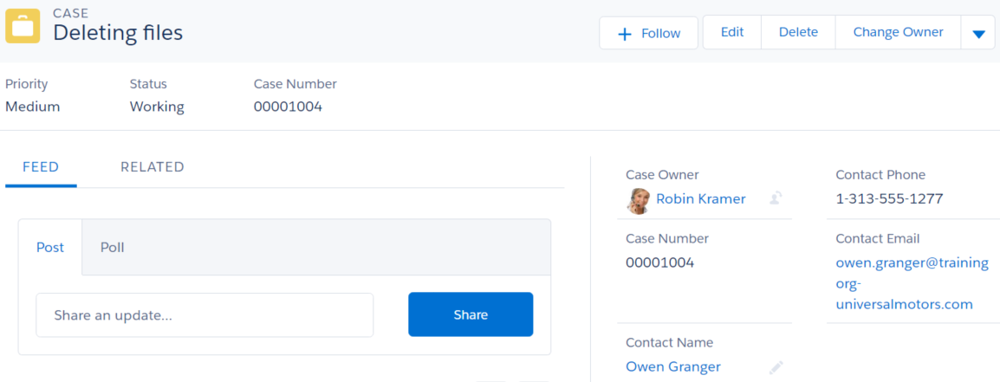 CASE
Deleting files
+ Follow
Edit
Delete
Change Owner
Priority
Medium
Status
Working
Case Number
00001004
FEED
RELATED
Post
Poll
Share an update...
Share
Case Owner
Robin Kramer
Case Number
00001004
Contact Name
Owen Granger
Contact Phone
1-313-555-1277
Contact Email
owen.granger@training
org-
universalmotors.com